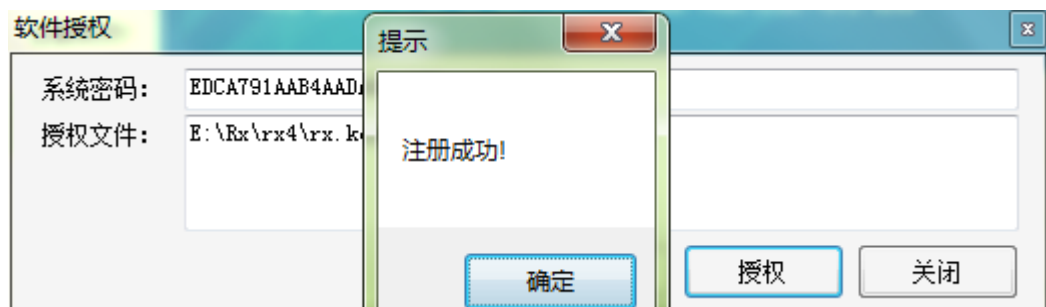 软件授权
提示
系统密码:
EDCA791AAB4AAD
授权文件:
E:\Rx\rx4\rx.k
注册成功!
确定
授权
关闭